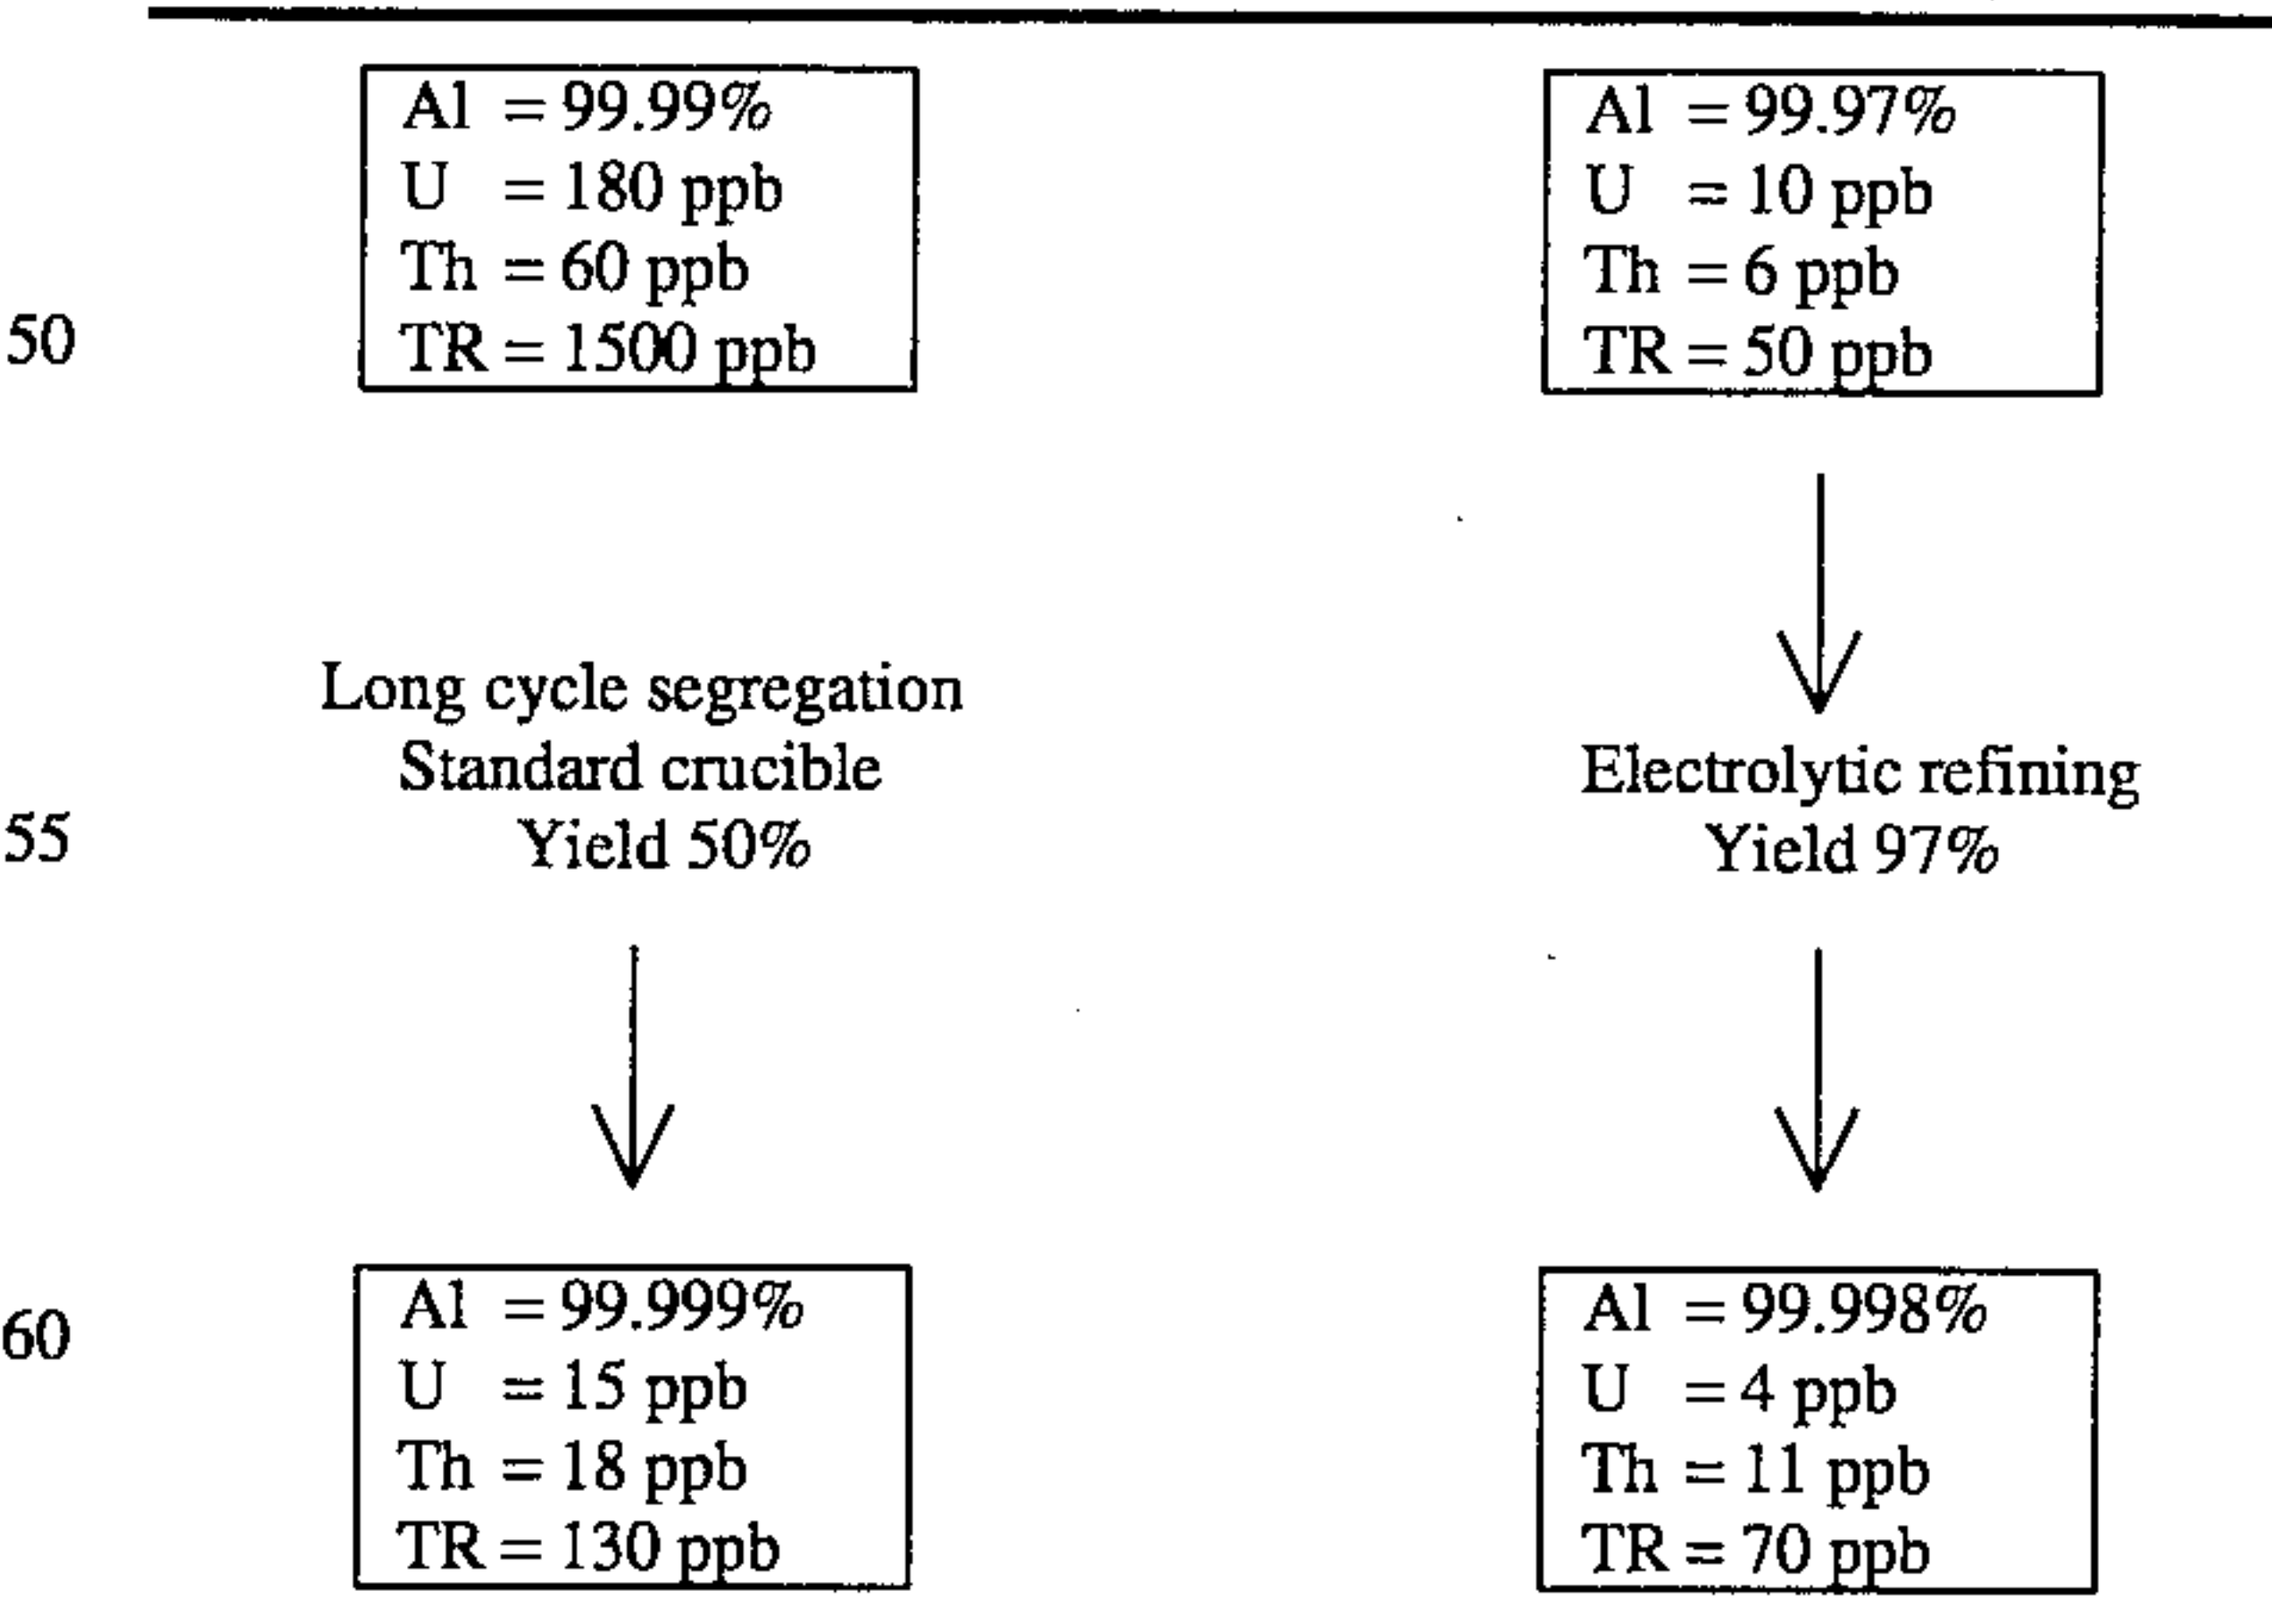 Al = 99.99%
U = 180 ppb
Th = 60 ppb
50
TR = 1500 ppb
Al = 99.97%
U = 10 ppb
Th = 6 ppb
TR = 50 ppb
Long cycle segregation
Standard crucible
55
Yield 50%
Electrolytic refining
Yield 97%
Al = 99.999%
60
U = 15 ppb
Th = 18 ppb
TR = 130 ppb
Al = 99.998%
U = 4 ppb
Th = 11 ppb
TR = 70 ppb